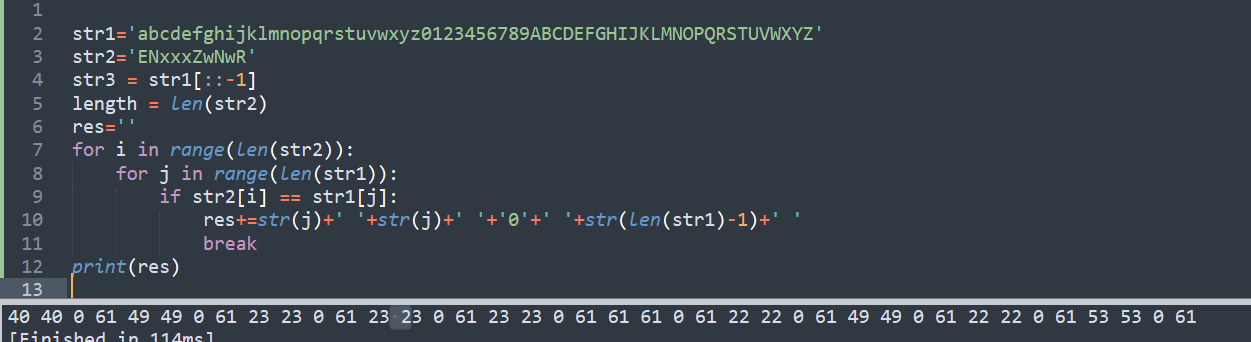 1
2 str1='abcdefghijklmnopqrstuvwxyz0123456789ABCDEFGHIJKLMNOPQRSTUVWXYZ'
3 str2='ENxxxZwNwR'
4 str3 = str1[::-1]
5 length = len(str2)
6 res=''
7 for i in range(len(str2)):
8     for j in range(len(str1)):
9         if str2[i] == str1[j]:
10             res+=str(j)+' '+str(j)+' '+'0'+' '+str(len(str1)-1)+' '
11             break
12 print(res)
13
40 40 0 61 49 49 0 61 23 23 0 61 23 23 0 61 23 23 0 61 61 61 0 61 22 22 0 61 49 49 0 61 22 22 0 61 53 53 0 61
[Finished in 114ms]